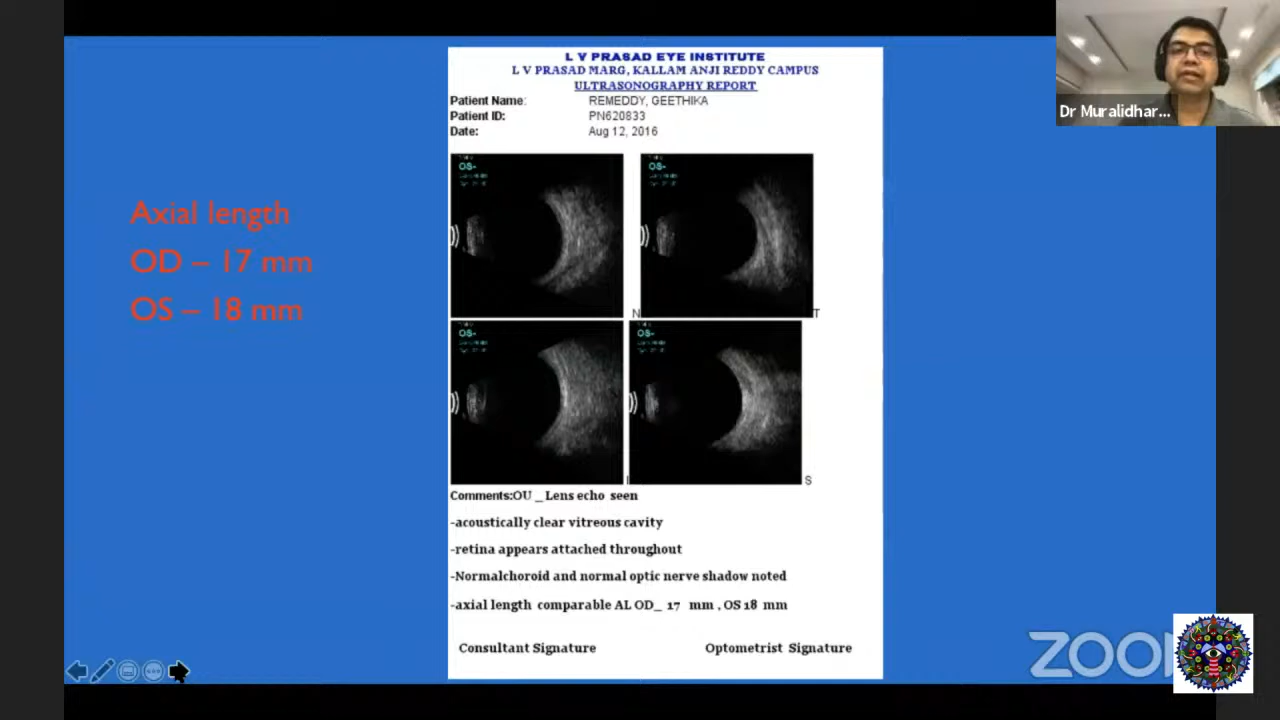 L V PRASAD EYE INSTITUTE
L V PRASAD MARG, KALLAM ANJI REDDY CAMPUS
ULTRASONOGRAPHY REPORT
Patient Name: REMEDDY, GEETHIKA
Patient ID: PN620833
Date: Aug 12, 2016
Dr Muralidhar...
Axial length
OD – 17 mm
OS – 18 mm
OS-
OS-
N
T
OS-
OS-
I
S
Comments:OU _ Lens echo seen
-acoustically clear vitreous cavity
-retina appears attached throughout
-Normalchoroid and normal optic nerve shadow noted
-axial length comparable AL OD_ 17 mm , OS 18 mm
Consultant Signature Optometrist Signature